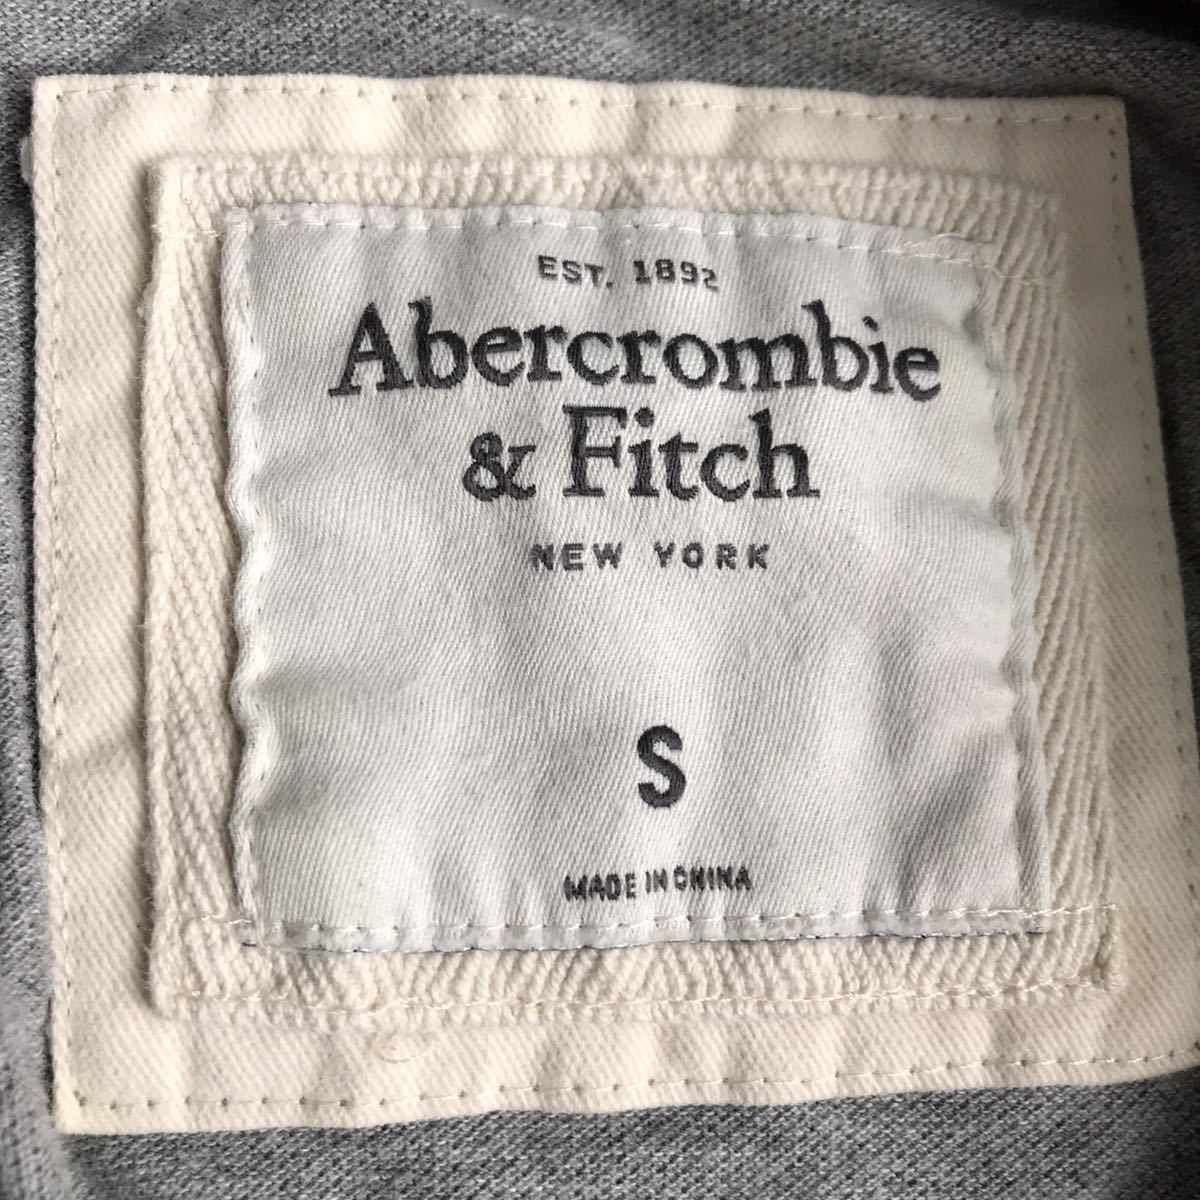 EST. 1892
Abercrombie
& Fitch
NEW YORK
S
MADE IN CHINA